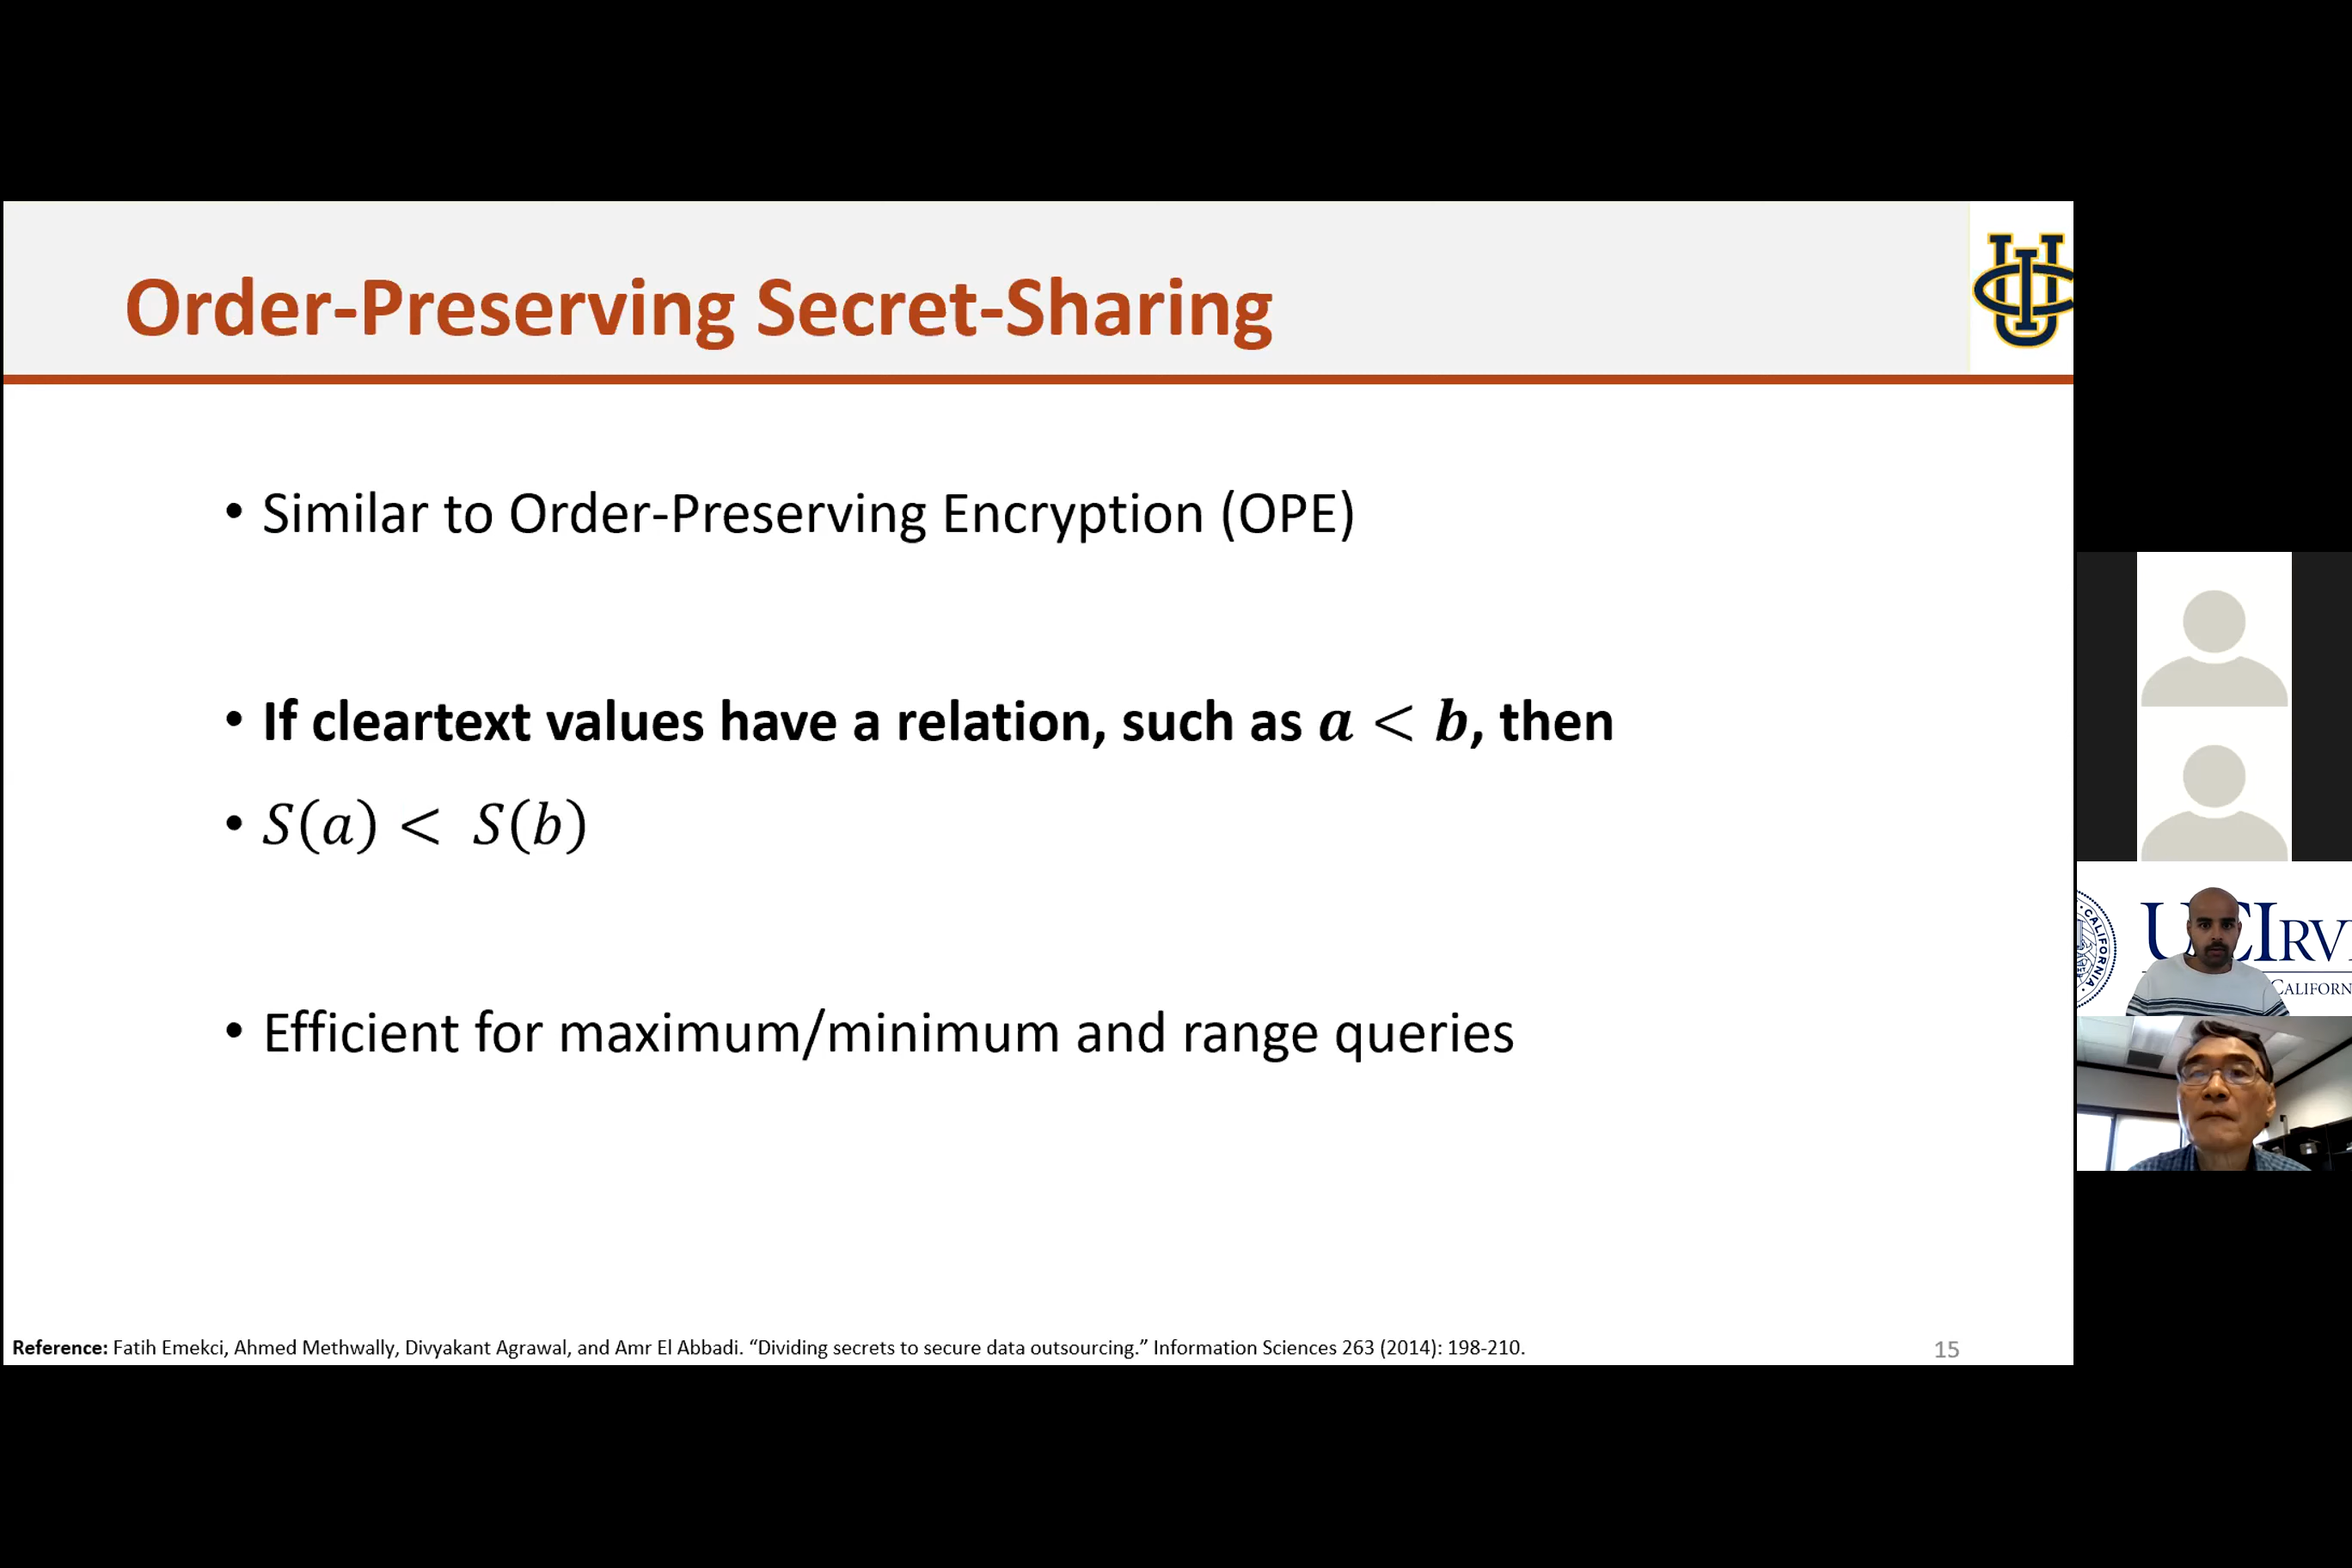 Order-Preserving Secret-Sharing
UCI
• Similar to Order-Preserving Encryption (OPE)
• If cleartext values have a relation, such as a < b, then
• S(a) < S(b)
• Efficient for maximum/minimum and range queries
Reference: Fatih Emekci, Ahmed Methwally, Divyakant Agrawal, and Amr El Abbadi. “Dividing secrets to secure data outsourcing.” Information Sciences 263 (2014): 198-210.
15
CALIFORNIA